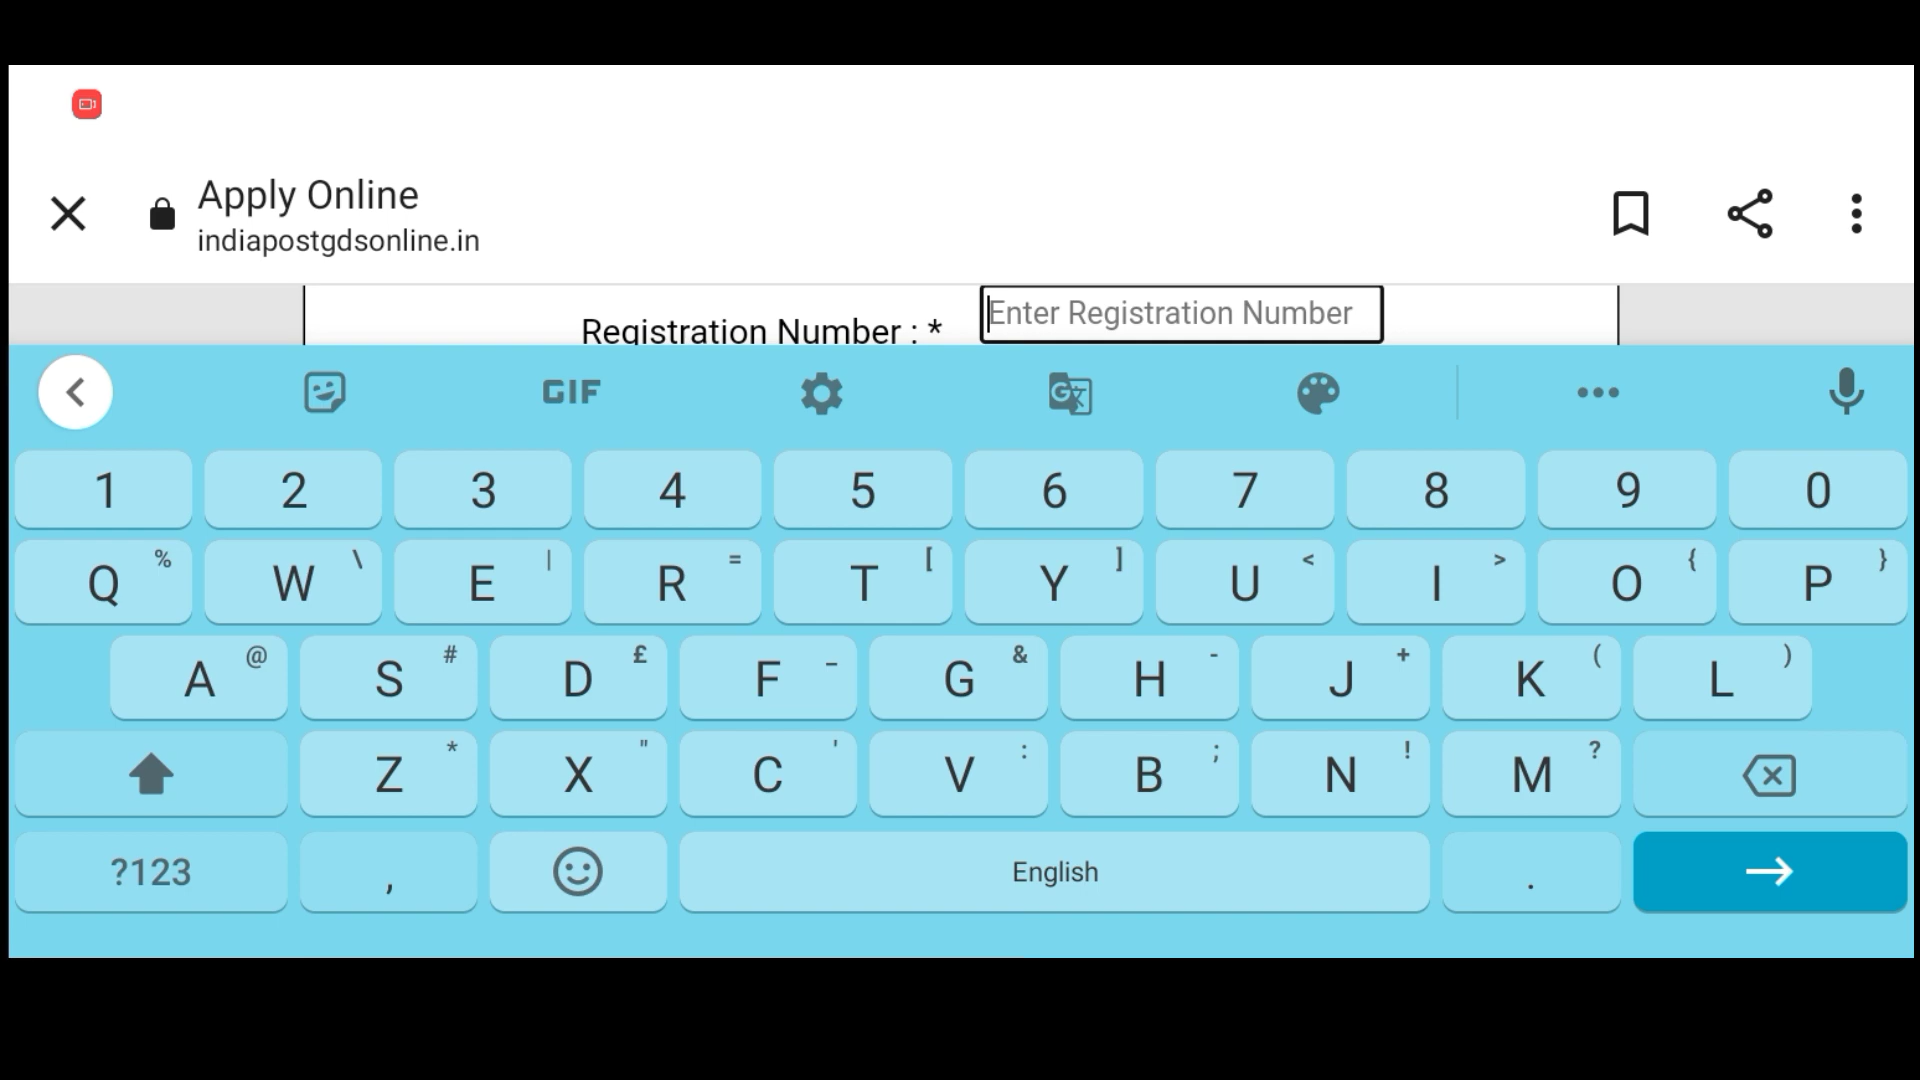 Apply Online
indiapostgdsonline.in
Registration Number : *
Enter Registration Number
GIF
G
1 2 3 4 5 6 7 8 9 0
Q % W \ E | R = T [ Y ] U < I > O { P }
A @ S # D £ F _ G & H - J + K ( L )
Z * X " C ' V : B ; N ! M ?
?123 , English .